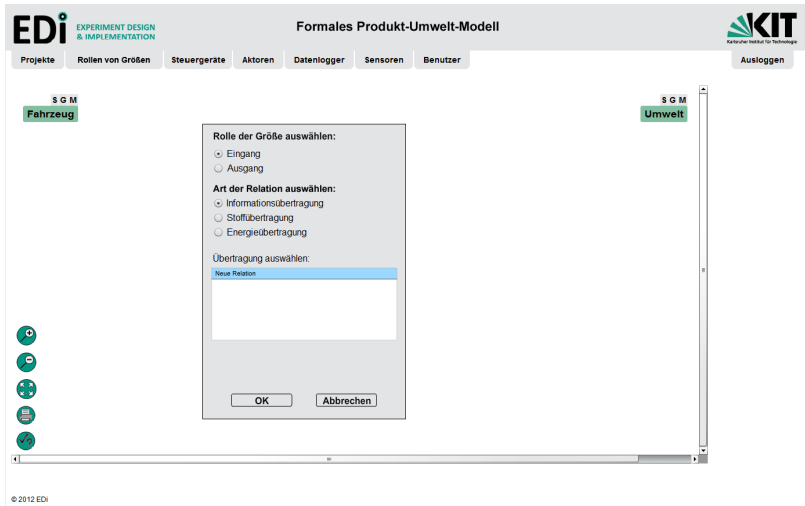 EDi EXPERIMENT DESIGN
& IMPLEMENTATION
Formales Produkt-Umwelt-Modell
KIT
Karlsruher Institut für Technologie
Projekte Rollen von Größen Steuergeräte Aktoren Datenlogger Sensoren Benutzer Ausloggen
S G M
Fahrzeug
S G M
Umwelt
Rolle der Größe auswählen:
Eingang
Ausgang
Art der Relation auswählen:
Informationsübertragung
Stoffübertragung
Energieübertragung
Übertragung auswählen:
Neue Relation
OK Abbrechen
© 2012 EDi